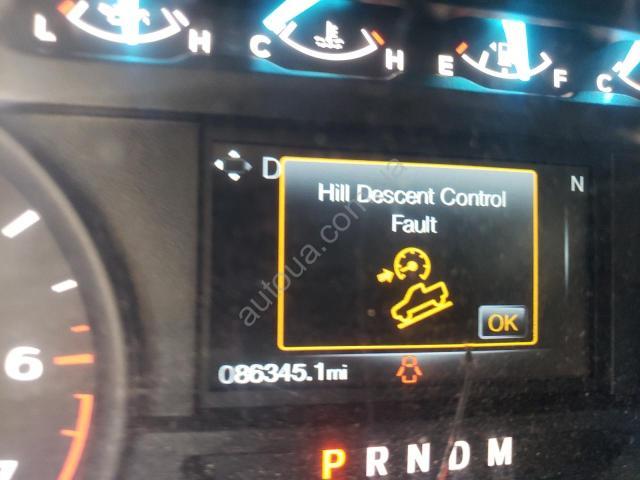 L H C H E F C
D N
Hill Descent Control
Fault
OK
086345.1mi
6
P R N D M
autoua.com.ua